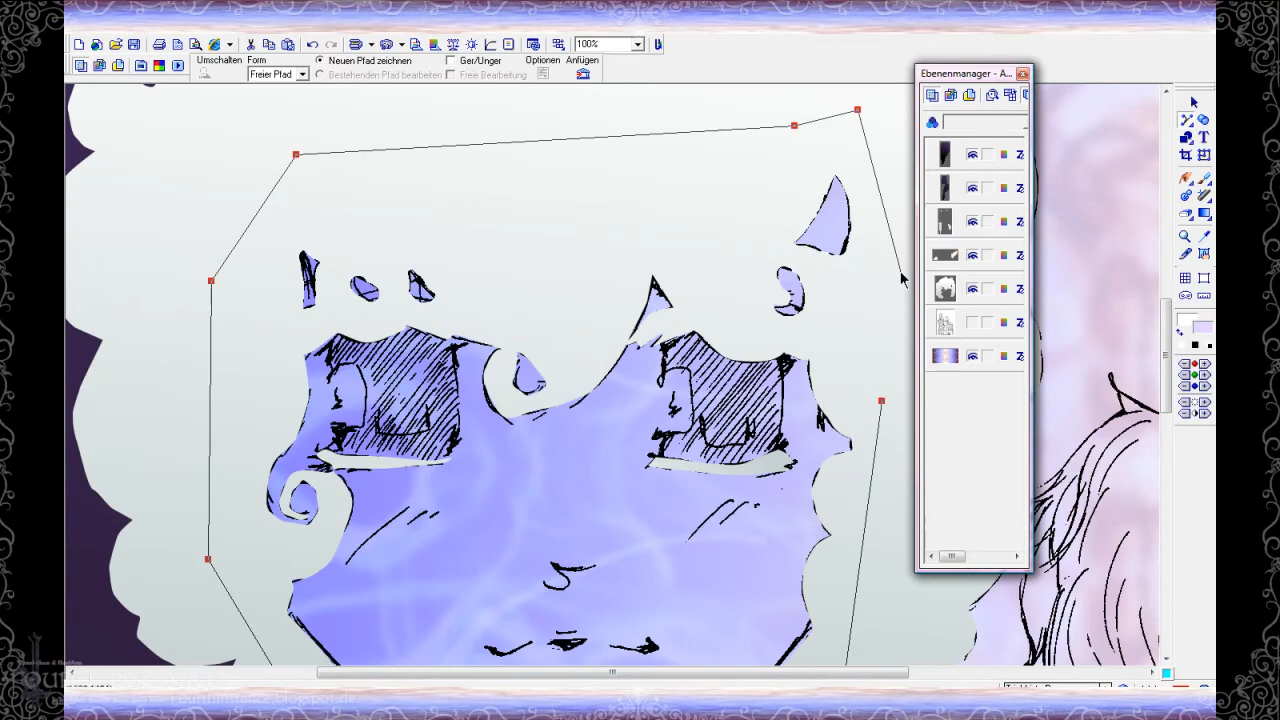 100%
Umschalten Form Neuen Pfad zeichnen Ger/Unger Optionen Anfügen
Freier Pfad Bestehenden Pfad bearbeiten Freie Bearbeitung
Ebenenmanager - A...